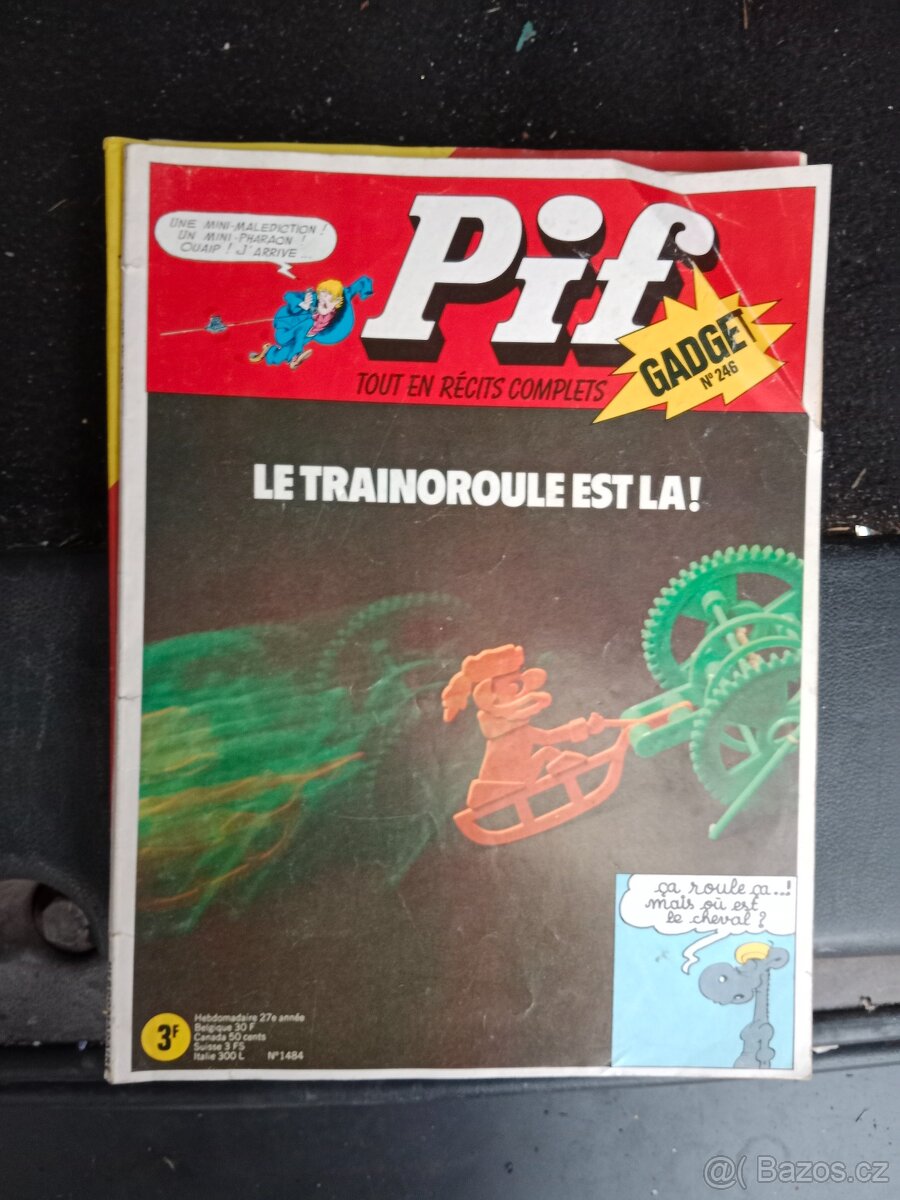 UNE MINI-MALEDICTION !
UN MINI-PHARAON !
OUAIP ! J'ARRIVE ...
Pif
GADGET
N° 246
TOUT EN RÉCITS COMPLETS
LE TRAINOROULE EST LA !
ça roule ça...!
mais où est
le cheval ?
3F
Hebdomadaire 27e année
Belgique 30 F
Canada 50 cents
Suisse 3 FS
Italie 300 L N° 1484
@( Bazos.cz